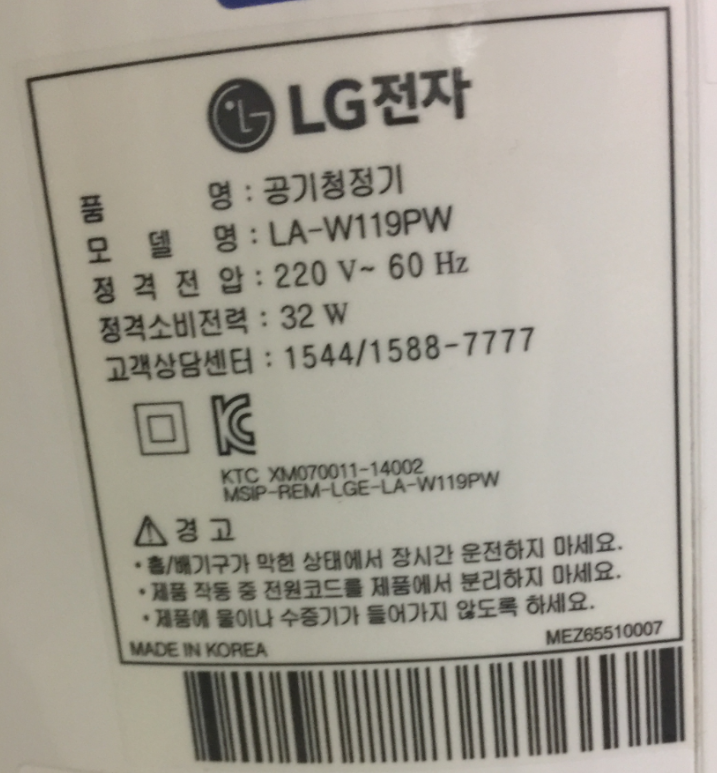 LG전자
품 명 : 공기청정기
모 델 명 : LA-W119PW
정 격 전 압 : 220 V~ 60 Hz
정격소비전력 : 32 W
고객상담센터 : 1544/1588-7777
KTC XM070011-14002
MSIP-REM-LGE-LA-W119PW
경 고
• 흡/배기구가 막현 상태에서 장시간 운전하지 마세요.
• 제품 작동 중 전원코드를 제품에서 분리하지 마세요.
• 제품에 물이나 수증기가 들어가지 않도록 하세요.
MADE IN KOREA MEZ65510007